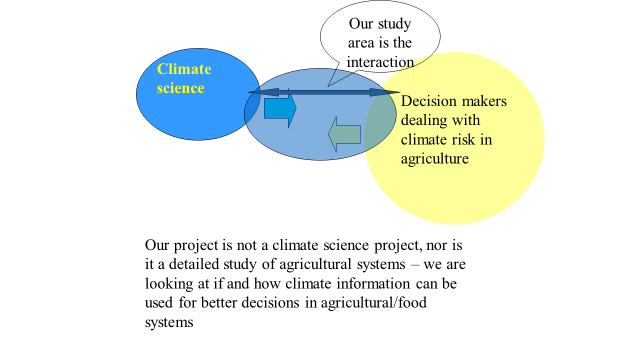 Our study
area is the
interaction
Climate
science
Decision makers
dealing with
climate risk in
agriculture
Our project is not a climate science project, nor is
it a detailed study of agricultural systems – we are
looking at if and how climate information can be
used for better decisions in agricultural/food
systems